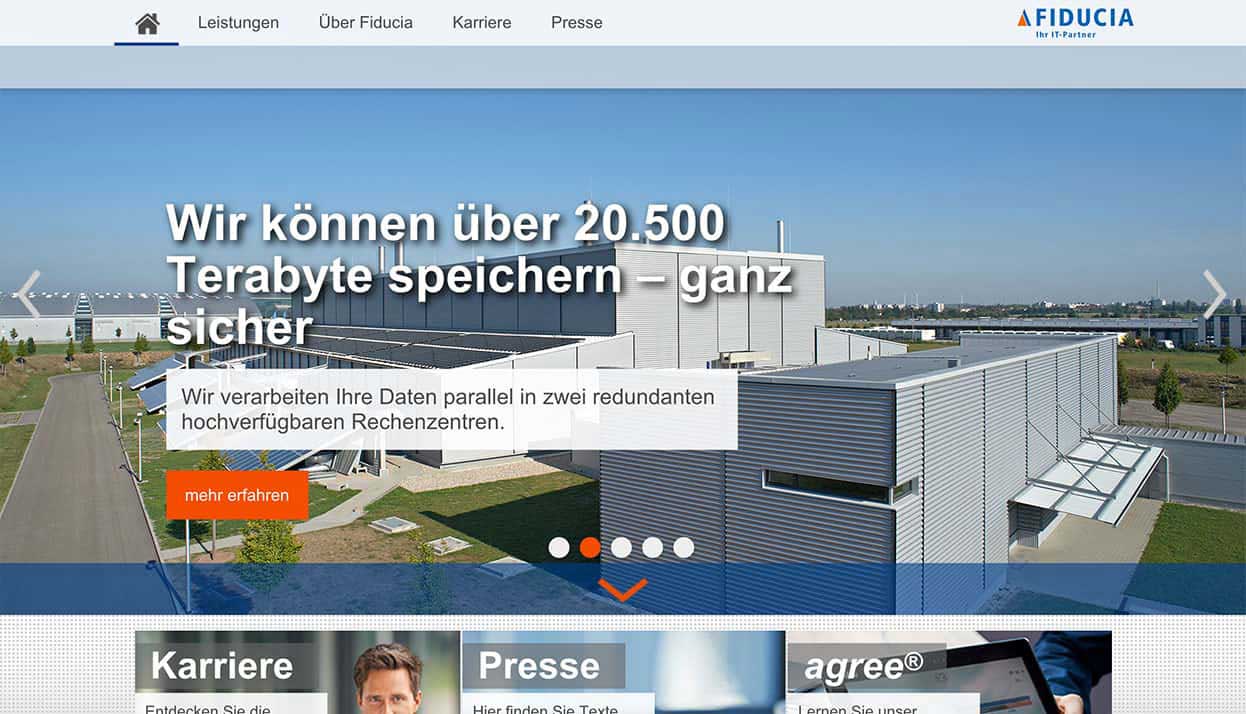 Leistungen Über Fiducia Karriere Presse
FIDUCIA
Ihr IT-Partner
Wir können über 20.500
Terabyte speichern – ganz
sicher
Wir verarbeiten Ihre Daten parallel in zwei redundanten
hochverfügbaren Rechenzentren.
mehr erfahren
Karriere Presse agree®
Entdecken Sie die Hier finden Sie Texte, Lernen Sie unser